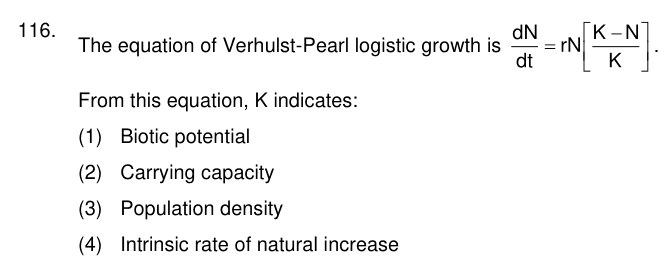 116. The equation of Verhulst-Pearl logistic growth is dN/dt = rN[K – N/K].
From this equation, K indicates:
(1) Biotic potential
(2) Carrying capacity
(3) Population density
(4) Intrinsic rate of natural increase